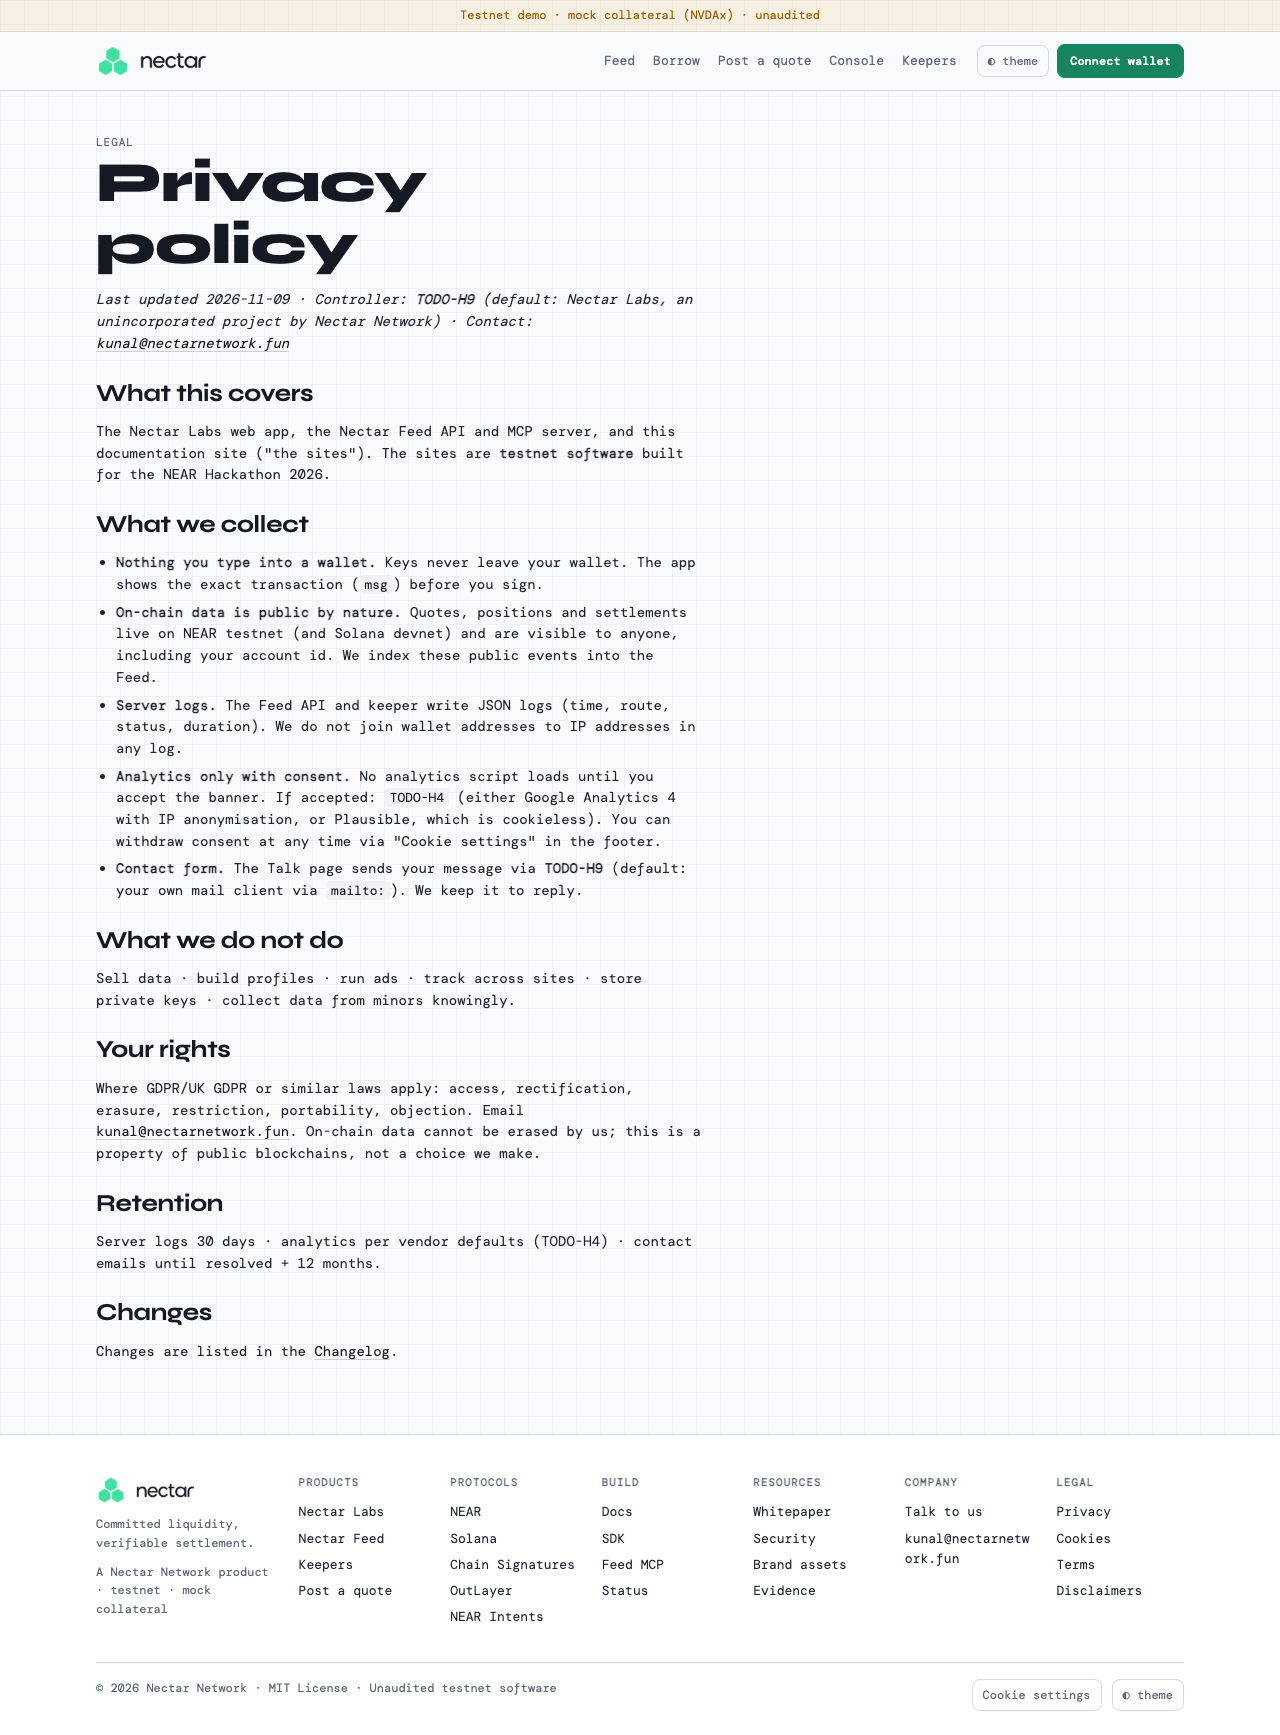 Testnet demo · mock collateral (NVDAx) · unaudited
nectar
Feed Borrow Post a quote Console Keepers ◐ theme Connect wallet
LEGAL
Privacy
policy
Last updated 2026-11-09 · Controller: TODO-H9 (default: Nectar Labs, an
unincorporated project by Nectar Network) · Contact:
kunal@nectarnetwork.fun
What this covers
The Nectar Labs web app, the Nectar Feed API and MCP server, and this
documentation site ("the sites"). The sites are testnet software built
for the NEAR Hackathon 2026.
What we collect
• Nothing you type into a wallet. Keys never leave your wallet. The app
shows the exact transaction (msg) before you sign.
• On-chain data is public by nature. Quotes, positions and settlements
live on NEAR testnet (and Solana devnet) and are visible to anyone,
including your account id. We index these public events into the
Feed.
• Server logs. The Feed API and keeper write JSON logs (time, route,
status, duration). We do not join wallet addresses to IP addresses in
any log.
• Analytics only with consent. No analytics script loads until you
accept the banner. If accepted: TODO-H4 (either Google Analytics 4
with IP anonymisation, or Plausible, which is cookieless). You can
withdraw consent at any time via "Cookie settings" in the footer.
• Contact form. The Talk page sends your message via TODO-H9 (default:
your own mail client via mailto:). We keep it to reply.
What we do not do
Sell data · build profiles · run ads · track across sites · store
private keys · collect data from minors knowingly.
Your rights
Where GDPR/UK GDPR or similar laws apply: access, rectification,
erasure, restriction, portability, objection. Email
kunal@nectarnetwork.fun. On-chain data cannot be erased by us; this is a
property of public blockchains, not a choice we make.
Retention
Server logs 30 days · analytics per vendor defaults (TODO-H4) · contact
emails until resolved + 12 months.
Changes
Changes are listed in the Changelog.
nectar
Committed liquidity,
verifiable settlement.
A Nectar Network product
· testnet · mock
collateral
PRODUCTS
Nectar Labs
Nectar Feed
Keepers
Post a quote
PROTOCOLS
NEAR
Solana
Chain Signatures
OutLayer
NEAR Intents
BUILD
Docs
SDK
Feed MCP
Status
RESOURCES
Whitepaper
Security
Brand assets
Evidence
COMPANY
Talk to us
kunal@nectarnetw
ork.fun
LEGAL
Privacy
Cookies
Terms
Disclaimers
© 2026 Nectar Network · MIT License · Unaudited testnet software
Cookie settings ◐ theme